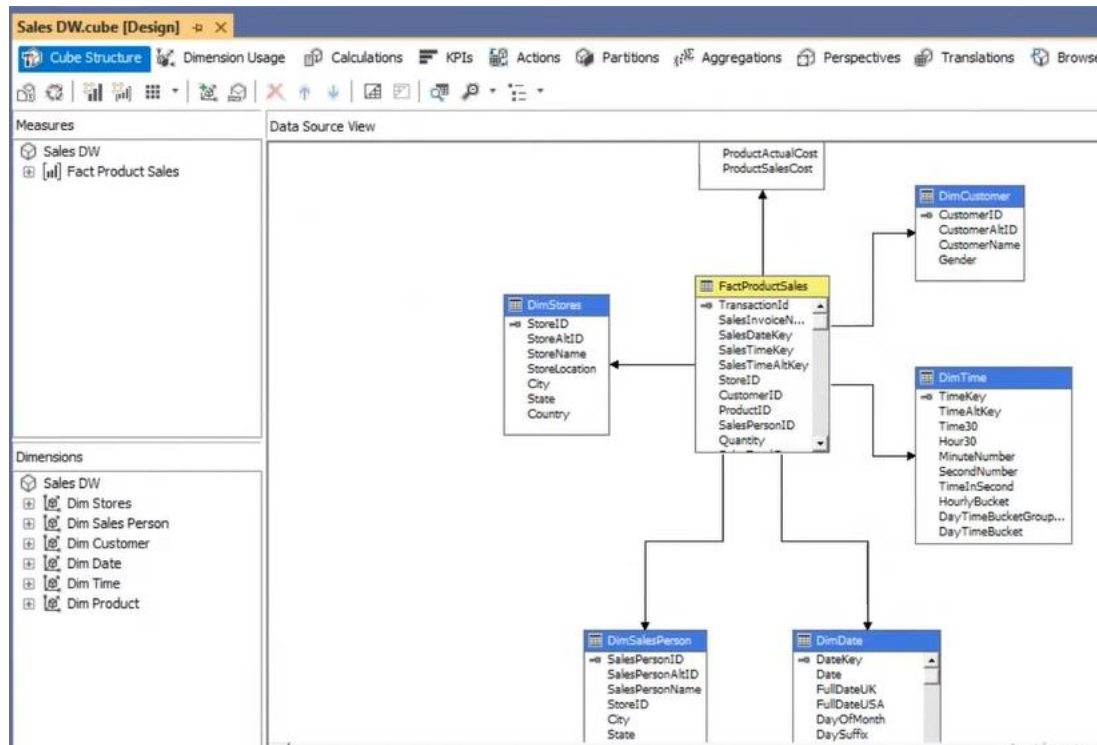 Sales DW.cube [Design]
Cube Structure Dimension Usage Calculations KPIs Actions Partitions Aggregations Perspectives Translations Browse
Measures
Sales DW
Fact Product Sales
Dimensions
Sales DW
Dim Stores
Dim Sales Person
Dim Customer
Dim Date
Dim Time
Dim Product
Data Source View
ProductActualCost
ProductSalesCost
DimCustomer
CustomerID
CustomerAltID
CustomerName
Gender
FactProductSales
TransactionId
SalesInvoiceN...
SalesDateKey
SalesTimeKey
SalesTimeAltKey
StoreID
CustomerID
ProductID
SalesPersonID
Quantity
DimStores
StoreID
StoreAltID
StoreName
StoreLocation
City
State
Country
DimTime
TimeKey
TimeAltKey
Time30
Hour30
MinuteNumber
SecondNumber
TimeInSecond
HourlyBucket
DayTimeBucketGroup...
DayTimeBucket
DimSalesPerson
SalesPersonID
SalesPersonAltID
SalesPersonName
StoreID
City
State
DimDate
DateKey
Date
FullDateUK
FullDateUSA
DayOfMonth
DaySuffix